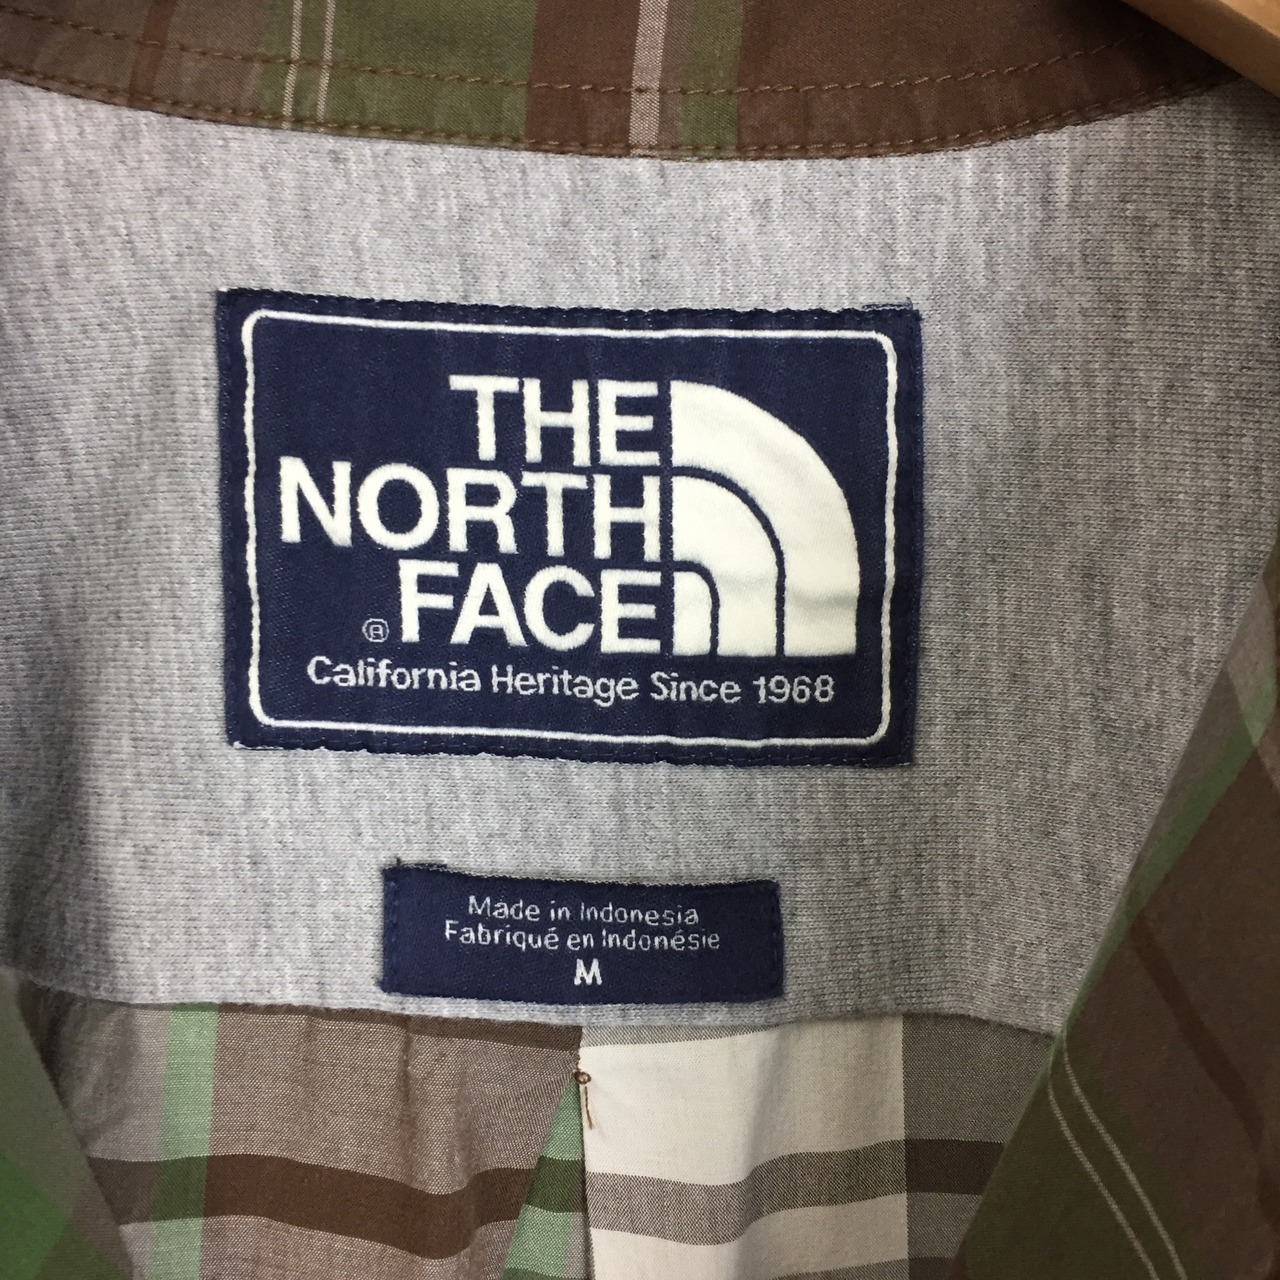 THE
NORTH
FACE
®
California Heritage Since 1968
Made in Indonesia
Fabriqué en Indonésie
M